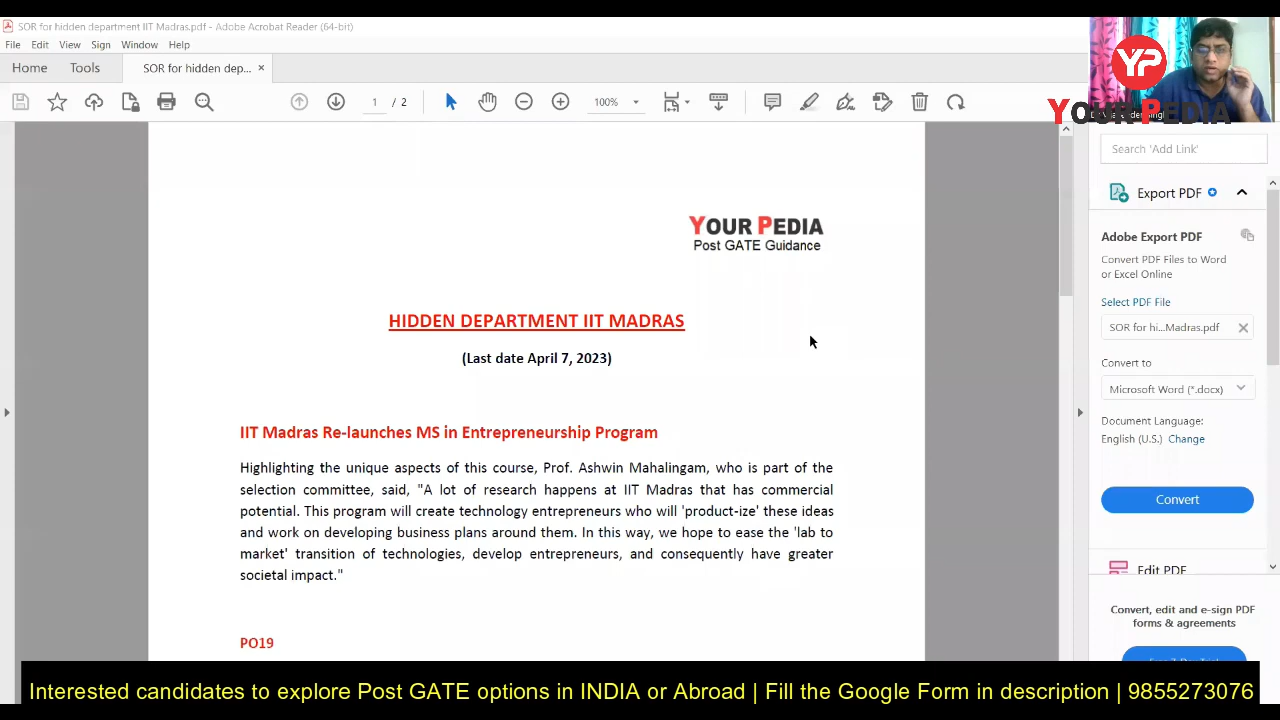 SOR for hidden department IIT Madras.pdf - Adobe Acrobat Reader (64-bit)
File Edit View Sign Window Help
Home Tools SOR for hidden dep... ×
1 / 2 100%
YP
YOUR PEDIA
Search 'Add Link'
YOUR PEDIA
Post GATE Guidance
HIDDEN DEPARTMENT IIT MADRAS
(Last date April 7, 2023)
IIT Madras Re-launches MS in Entrepreneurship Program
Highlighting the unique aspects of this course, Prof. Ashwin Mahalingam, who is part of the
selection committee, said, "A lot of research happens at IIT Madras that has commercial
potential. This program will create technology entrepreneurs who will 'product-ize' these ideas
and work on developing business plans around them. In this way, we hope to ease the 'lab to
market' transition of technologies, develop entrepreneurs, and consequently have greater
societal impact."
PO19
Export PDF
Adobe Export PDF
Convert PDF Files to Word
or Excel Online
Select PDF File
SOR for hi...Madras.pdf
Convert to
Microsoft Word (*.docx)
Document Language:
English (U.S.) Change
Convert
Edit PDF
Convert, edit and e-sign PDF
forms & agreements
Interested candidates to explore Post GATE options in INDIA or Abroad | Fill the Google Form in description | 9855273076